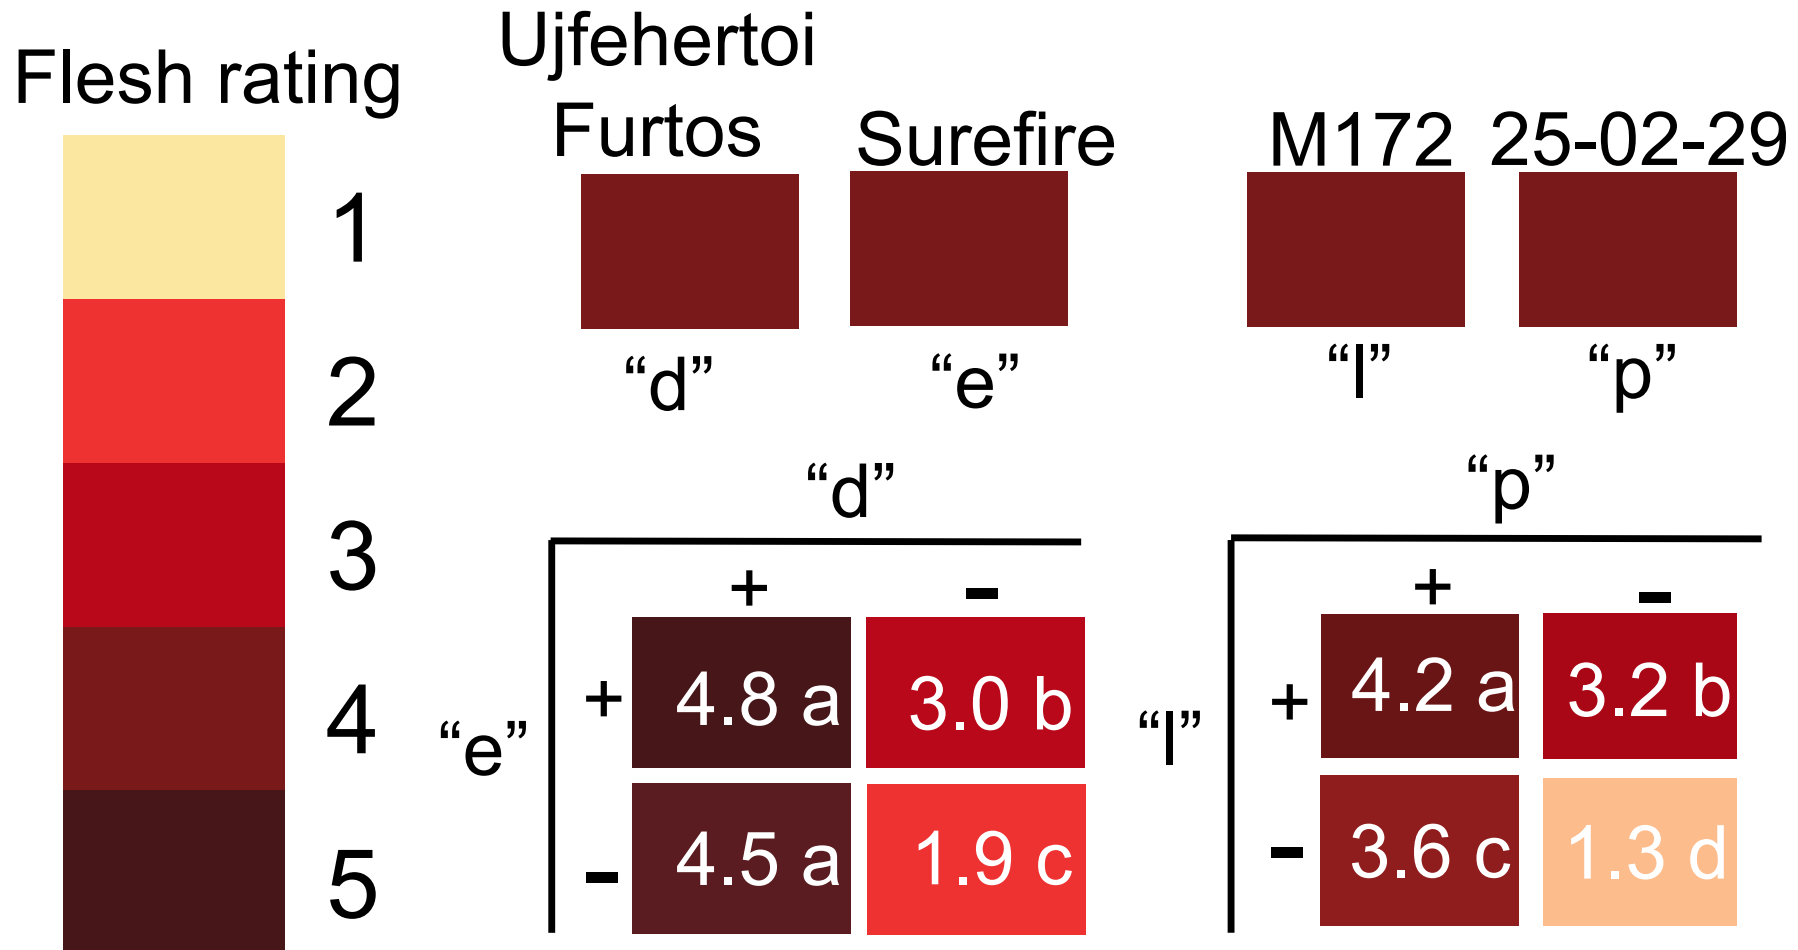 Flesh rating
1
2
3
4
5
Ujfehertoi
Furtos
Surefire
M172
25-02-29
“d”
“e”
“l”
“p”
“d”
+ -
“e”
+ 4.8 a 3.0 b
- 4.5 a 1.9 c
“p”
+ -
“l”
+ 4.2 a 3.2 b
- 3.6 c 1.3 d